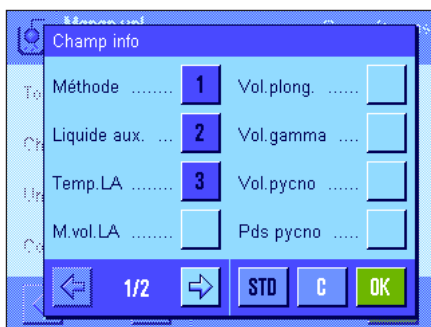 Champ info
Méthode ........ 1 Vol.plong. ......
Liquide aux. ... 2 Vol.gamma ....
Temp.LA ........ 3 Vol.pycno .....
M.vol.LA ....... Pds pycno .....
1/2 STD C OK